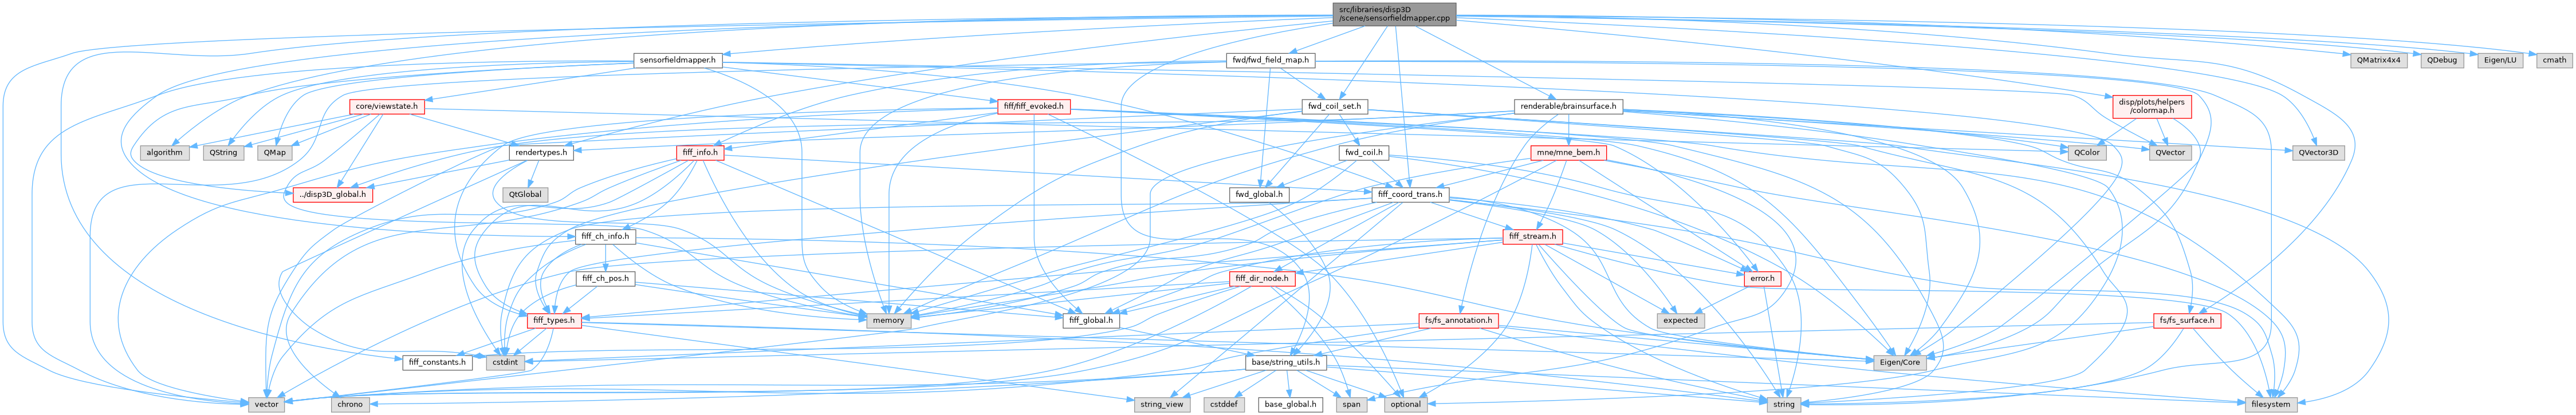 src/libraries/disp3D
/scene/sensorfieldmapper.cpp
sensorfieldmapper.h
fwd/fwd_field_map.h
QMatrix4x4
QDebug
Eigen/LU
cmath
core/viewstate.h
fiff/fiff_evoked.h
fwd_coil_set.h
renderable/brainsurface.h
disp/plots/helpers
/colormap.h
algorithm
QString
QMap
rendertypes.h
fiff_info.h
fwd_coil.h
mne/mne_bem.h
QColor
QVector
QVector3D
../disp3D_global.h
QtGlobal
fwd_global.h
fiff_coord_trans.h
fiff_ch_info.h
fiff_stream.h
fiff_ch_pos.h
fiff_dir_node.h
error.h
fiff_types.h
memory
fiff_global.h
fs/fs_annotation.h
expected
fs/fs_surface.h
fiff_constants.h
cstdint
base/string_utils.h
Eigen/Core
vector
chrono
string_view
cstddef
base_global.h
span
optional
string
filesystem